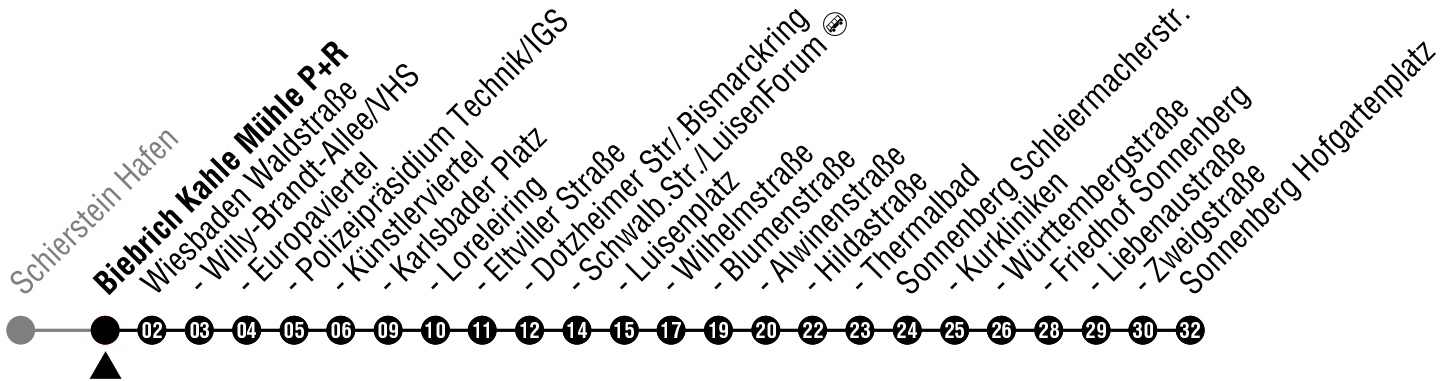 Schierstein Hafen
Biebrich Kahle Mühle P+R
Wiesbaden Waldstraße
- Willy-Brandt-Allee/VHS
- Europaviertel
- Polizeipräsidium Technik/IGS
- Künstlerviertel
- Karlsbader Platz
- Loreleiring
- Eltviller Straße
- Dotzheimer Str/.Bismarckring
- Schwalb.Str./LuisenForum
- Luisenplatz
- Wilhelmstraße
- Blumenstraße
- Alwinenstraße
- Hildastraße
- Thermalbad
Sonnenberg Schleiermacherstr.
- Kurkliniken
- Württembergstraße
- Friedhof Sonnenberg
- Liebenaustraße
- Zweigstraße
Sonnenberg Hofgartenplatz
02 03 04 05 06 09 10 11 12 14 15 17 19 20 22 23 24 25 26 28 29 30 32